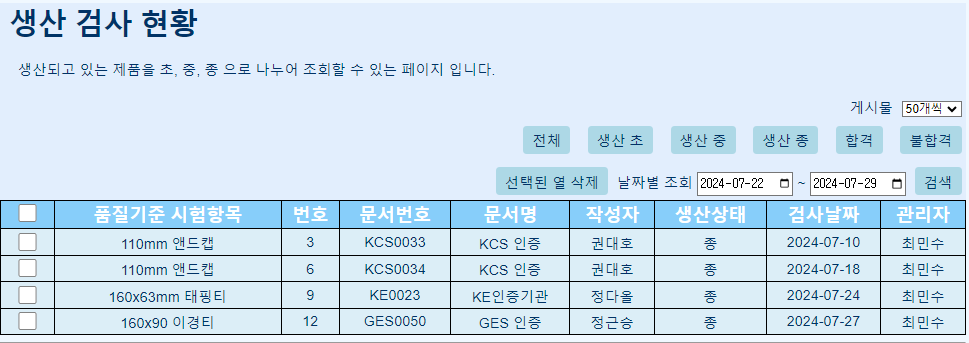 생산 검사 현황
생산되고 있는 제품을 초, 중, 종 으로 나누어 조회할 수 있는 페이지 입니다.
게시물 50개씩
전체 생산 초 생산 중 생산 종 합격 불합격
선택된 열 삭제 날짜별 조회 2024-07-22 ~ 2024-07-29 검색
품질기준 시험항목 번호 문서번호 문서명 작성자 생산상태 검사날짜 관리자
110mm 앤드캡 3 KCS0033 KCS 인증 권대호 종 2024-07-10 최민수
110mm 앤드캡 6 KCS0034 KCS 인증 권대호 종 2024-07-18 최민수
160x63mm 태핑티 9 KE0023 KE인증기관 정다올 종 2024-07-24 최민수
160x90 이경티 12 GES0050 GES 인증 정근승 종 2024-07-27 최민수